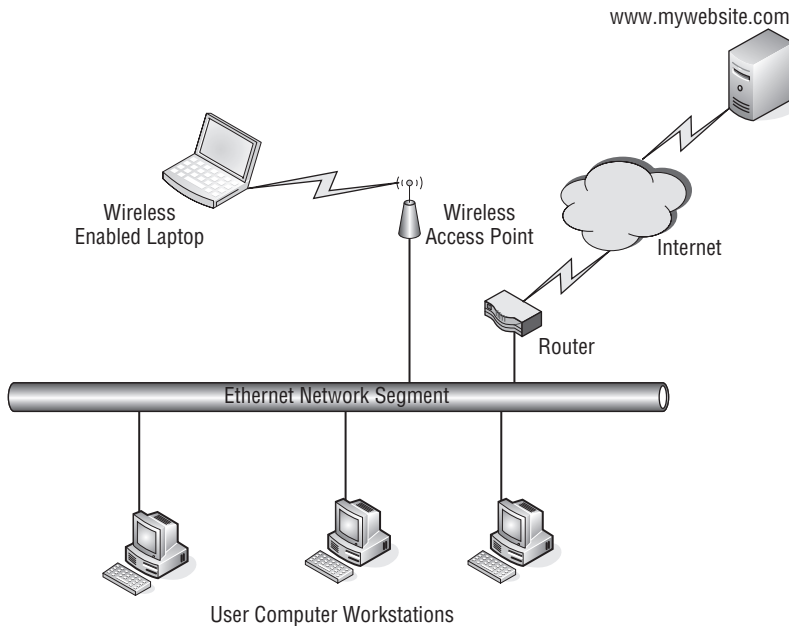 www.mywebsite.com
Wireless
Enabled Laptop
Wireless
Access Point
Internet
Router
Ethernet Network Segment
User Computer Workstations